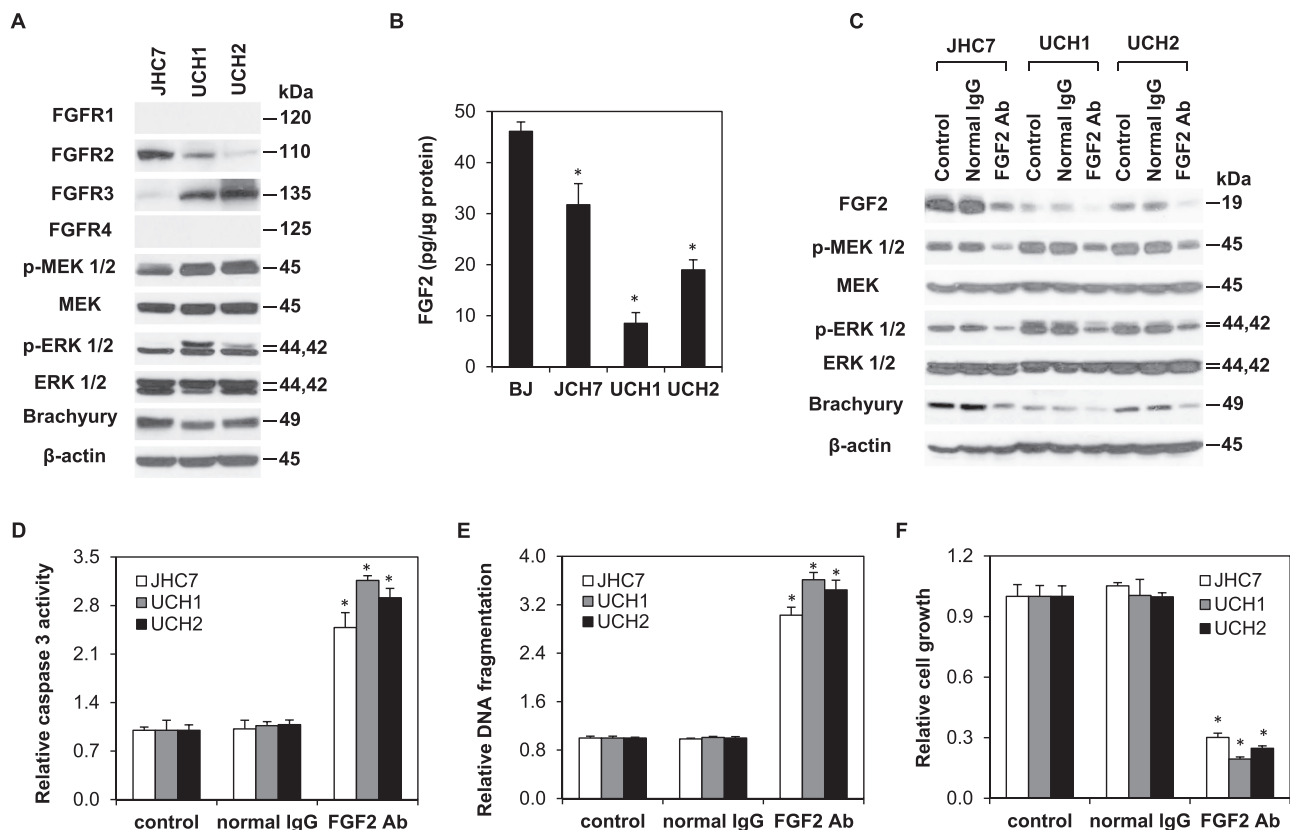 A
JHC7
UCH1
UCH2
kDa
FGFR1
120
FGFR2
110
FGFR3
135
FGFR4
125
p-MEK 1/2
45
MEK
45
p-ERK 1/2
44,42
ERK 1/2
44,42
Brachyury
49
β-actin
45
B
FGF2 (pg/µg protein)
50
40
30
20
10
0
*
*
*
BJ JCH7 UCH1 UCH2
C
JHC7 UCH1 UCH2
Control
Normal IgG
FGF2 Ab
Control
Normal IgG
FGF2 Ab
Control
Normal IgG
FGF2 Ab
kDa
FGF2
19
p-MEK 1/2
45
MEK
45
p-ERK 1/2
44,42
ERK 1/2
44,42
Brachyury
49
β-actin
45
D
Relative caspase 3 activity
3.5
2.8
2.1
1.4
0.7
0.0
JHC7
UCH1
UCH2
* * *
control normal IgG FGF2 Ab
E
Relative DNA fragmentation
4.0
3.2
2.4
1.6
0.8
0.0
JHC7
UCH1
UCH2
* * *
control normal IgG FGF2 Ab
F
Relative cell growth
1.2
0.9
0.6
0.3
0.0
JHC7
UCH1
UCH2
* * *
control normal IgG FGF2 Ab